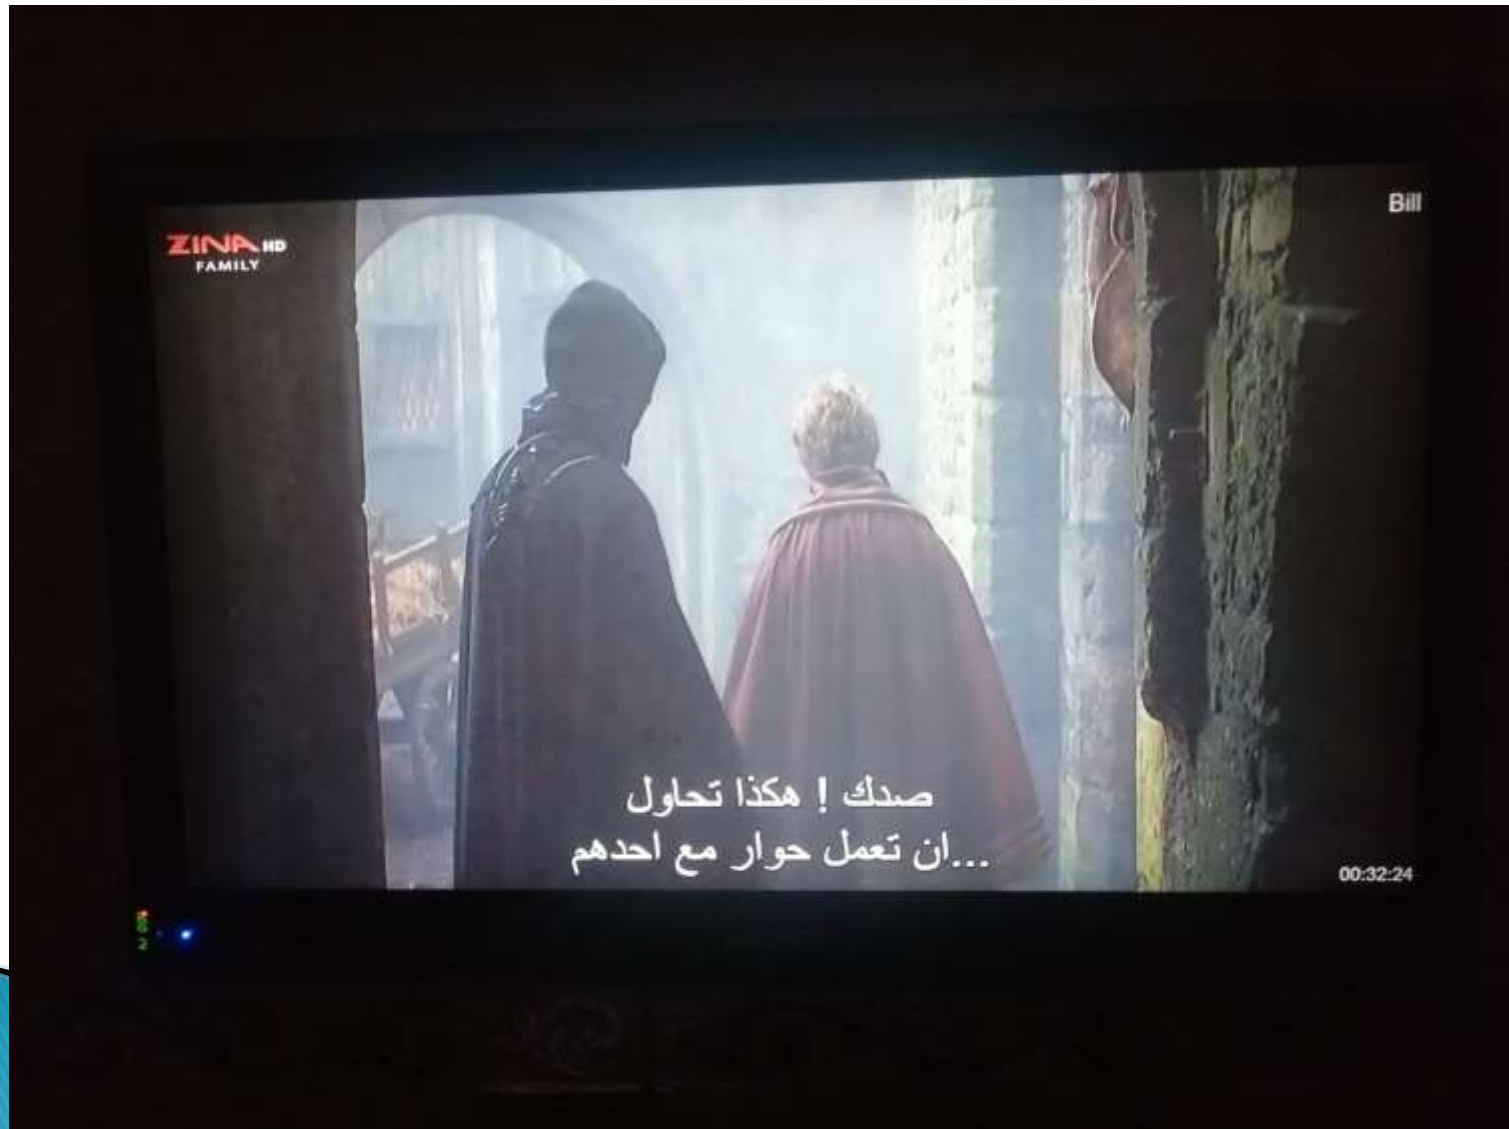 Bill
ZINA HD
FAMILY
صدك ! هكذا تحاول
ان تعمل حوار مع احدهم...
00:32:24